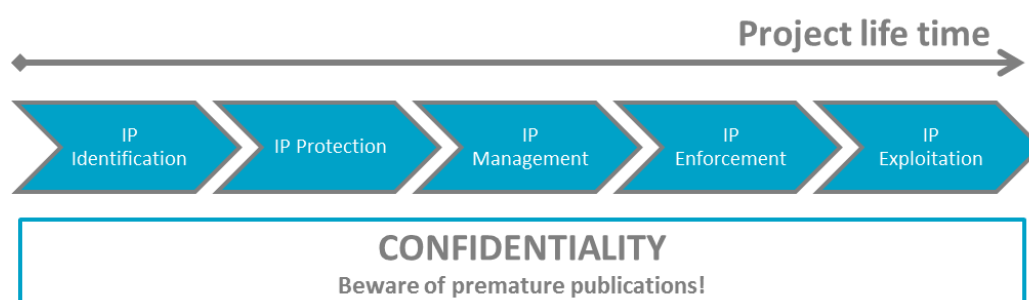 Project life time
IP
Identification
IP Protection
IP
Management
IP
Enforcement
IP
Exploitation
CONFIDENTIALITY
Beware of premature publications!